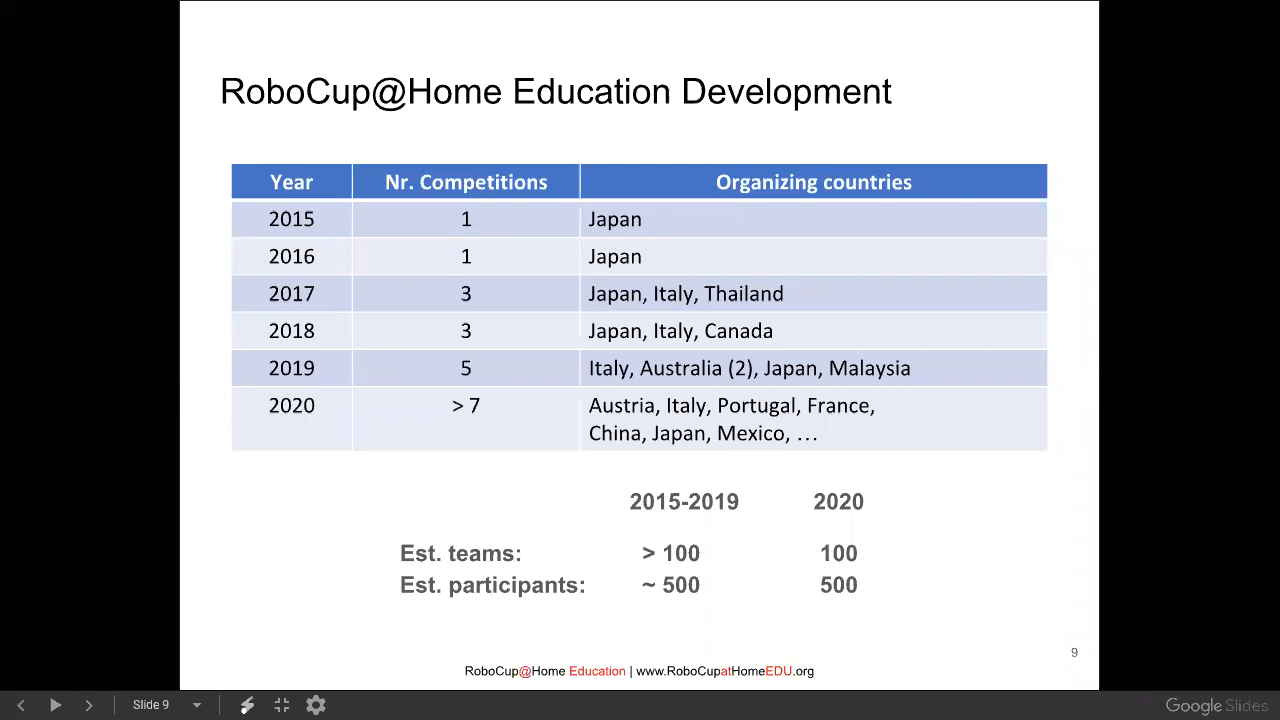 RoboCup@Home Education Development
Year Nr. Competitions Organizing countries
2015 1 Japan
2016 1 Japan
2017 3 Japan, Italy, Thailand
2018 3 Japan, Italy, Canada
2019 5 Italy, Australia (2), Japan, Malaysia
2020 > 7 Austria, Italy, Portugal, France,
China, Japan, Mexico, …
2015-2019 2020
Est. teams: > 100 100
Est. participants: ~ 500 500
9
RoboCup@Home Education | www.RoboCupatHomeEDU.org
Slide 9
Google Slides